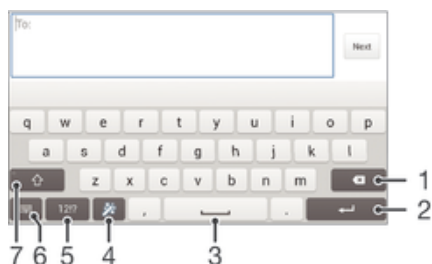 To:
Next
q w e r t y u i o p
a s d f g h j k l
z x c v b n m 1
12!? , . 2
7 6 5 4 3